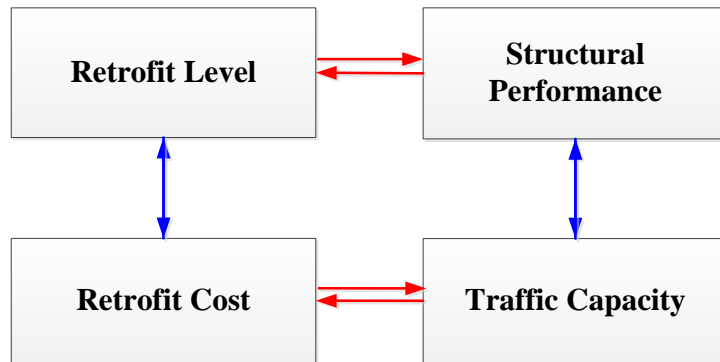 Retrofit Level
Structural
Performance
Retrofit Cost
Traffic Capacity